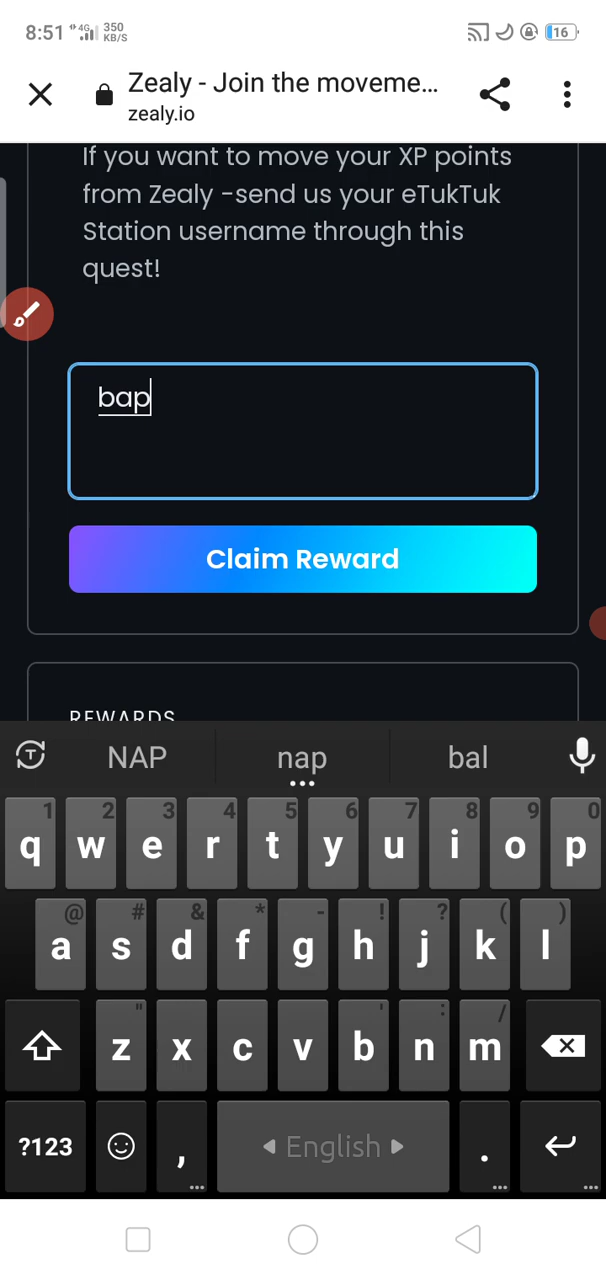 8:51 4G 350 KB/S 16
Zealy - Join the moveme...
zealy.io
If you want to move your XP points
from Zealy -send us your eTukTuk
Station username through this
quest!
bap
Claim Reward
REWARDS
NAP nap bal
1 2 3 4 5 6 7 8 9 0
q w e r t y u i o p
@ # & * - ! ? ( )
a s d f g h j k l
" ' : /
z x c v b n m
?123 , English .